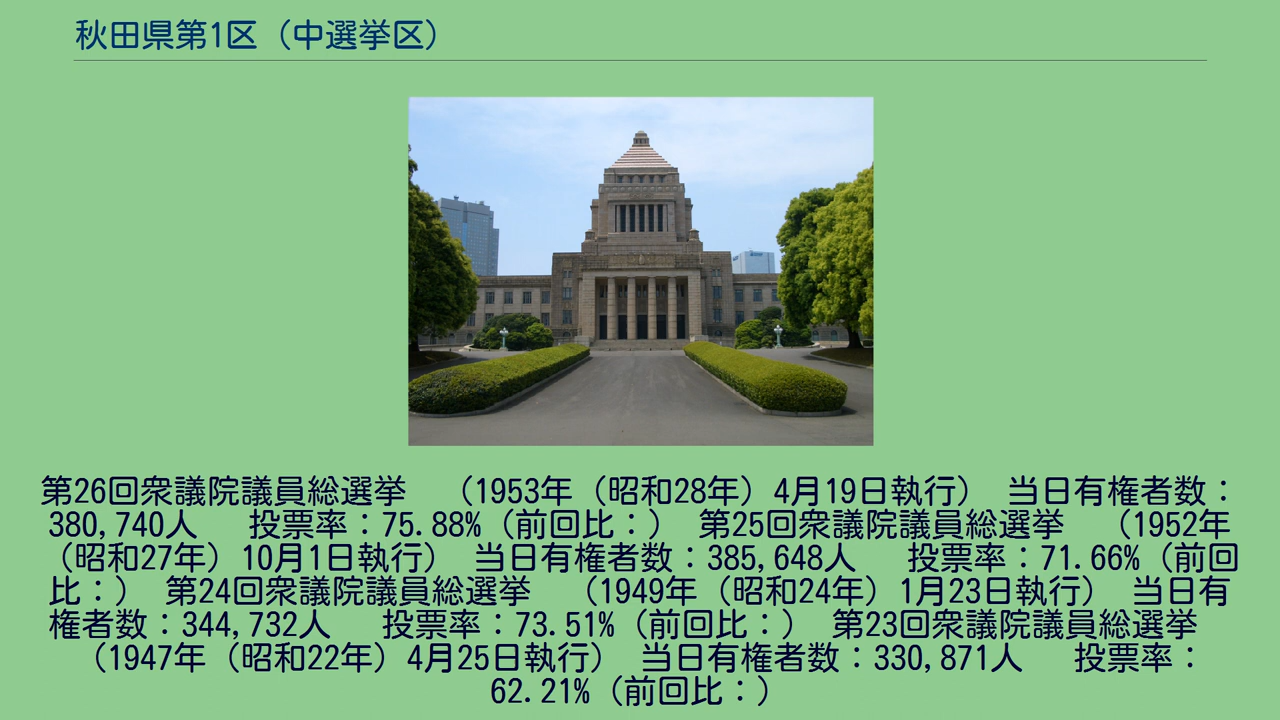 秋田県第1区（中選挙区）
第26回衆議院議員総選挙　（1953年（昭和28年）4月19日執行） 当日有権者数：
380,740人　 投票率：75.88%（前回比：） 第25回衆議院議員総選挙　（1952年
（昭和27年）10月1日執行） 当日有権者数：385,648人　 投票率：71.66%（前回
比：） 第24回衆議院議員総選挙　（1949年（昭和24年）1月23日執行） 当日有
権者数：344,732人　 投票率：73.51%（前回比：） 第23回衆議院議員総選挙
（1947年（昭和22年）4月25日執行） 当日有権者数：330,871人　 投票率：
62.21%（前回比：）